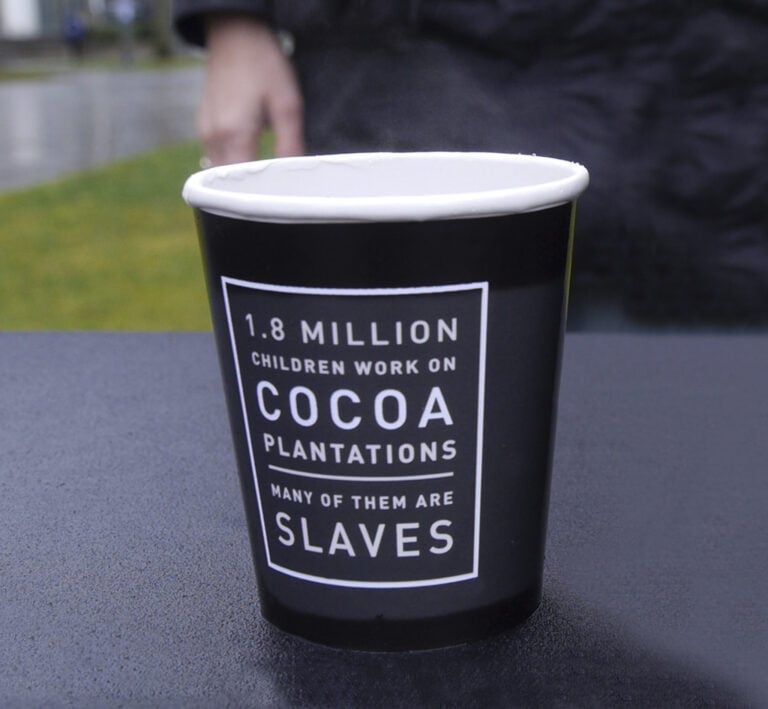 1.8 MILLION
CHILDREN WORK ON
COCOA
PLANTATIONS
MANY OF THEM ARE
SLAVES